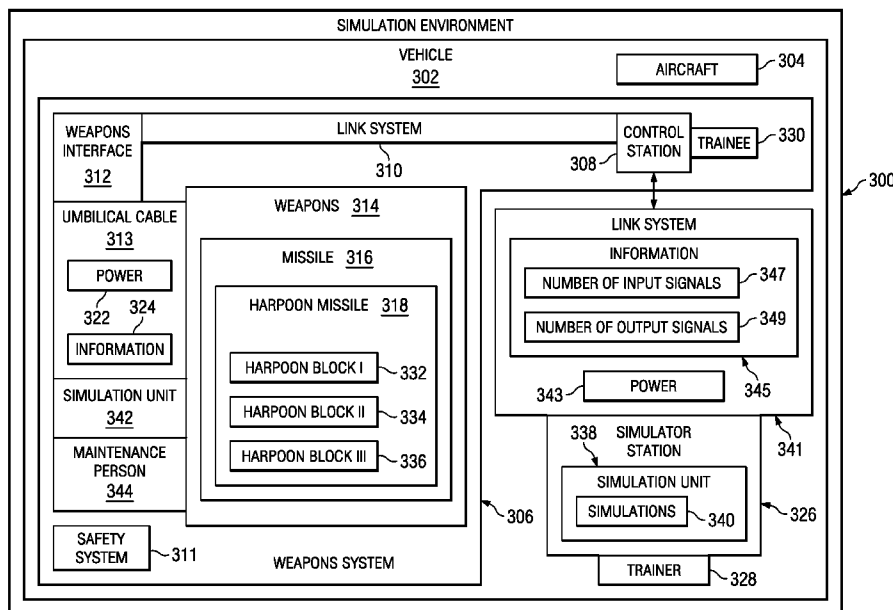 SIMULATION ENVIRONMENT
VEHICLE
302
AIRCRAFT
304
WEAPONS
INTERFACE
312
LINK SYSTEM
310
CONTROL
STATION
308
TRAINEE
330
300
UMBILICAL CABLE
313
POWER
322
324
INFORMATION
SIMULATION UNIT
342
MAINTENANCE
PERSON
344
SAFETY
SYSTEM
311
WEAPONS 314
MISSILE 316
HARPOON MISSILE 318
HARPOON BLOCK I
332
HARPOON BLOCK II
334
HARPOON BLOCK III
336
306
WEAPONS SYSTEM
LINK SYSTEM
INFORMATION
NUMBER OF INPUT SIGNALS
347
NUMBER OF OUTPUT SIGNALS
349
345
343
POWER
341
SIMULATOR
STATION
338
SIMULATION UNIT
SIMULATIONS
340
326
TRAINER
328